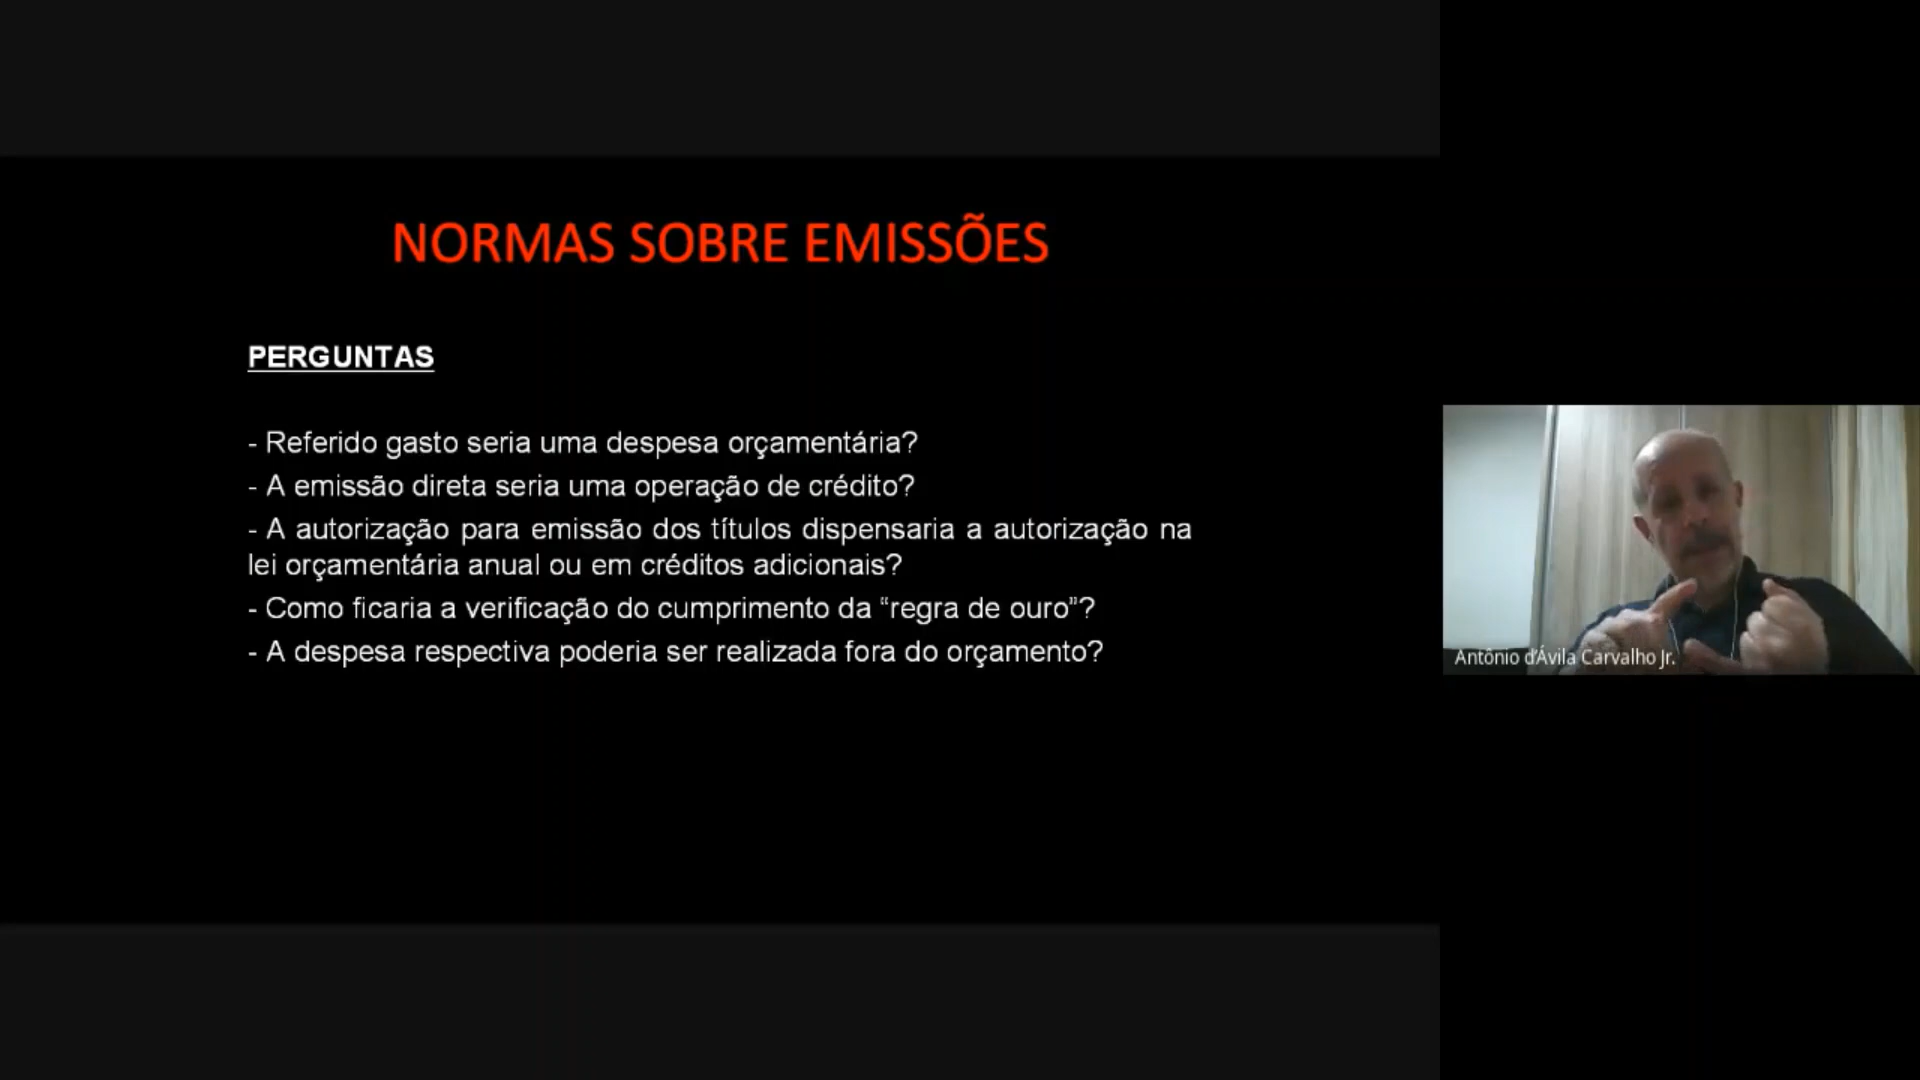 NORMAS SOBRE EMISSÕES
PERGUNTAS
- Referido gasto seria uma despesa orçamentária?
- A emissão direta seria uma operação de crédito?
- A autorização para emissão dos títulos dispensaria a autorização na
lei orçamentária anual ou em créditos adicionais?
- Como ficaria a verificação do cumprimento da “regra de ouro”?
- A despesa respectiva poderia ser realizada fora do orçamento?
Antônio d'Ávila Carvalho Jr.